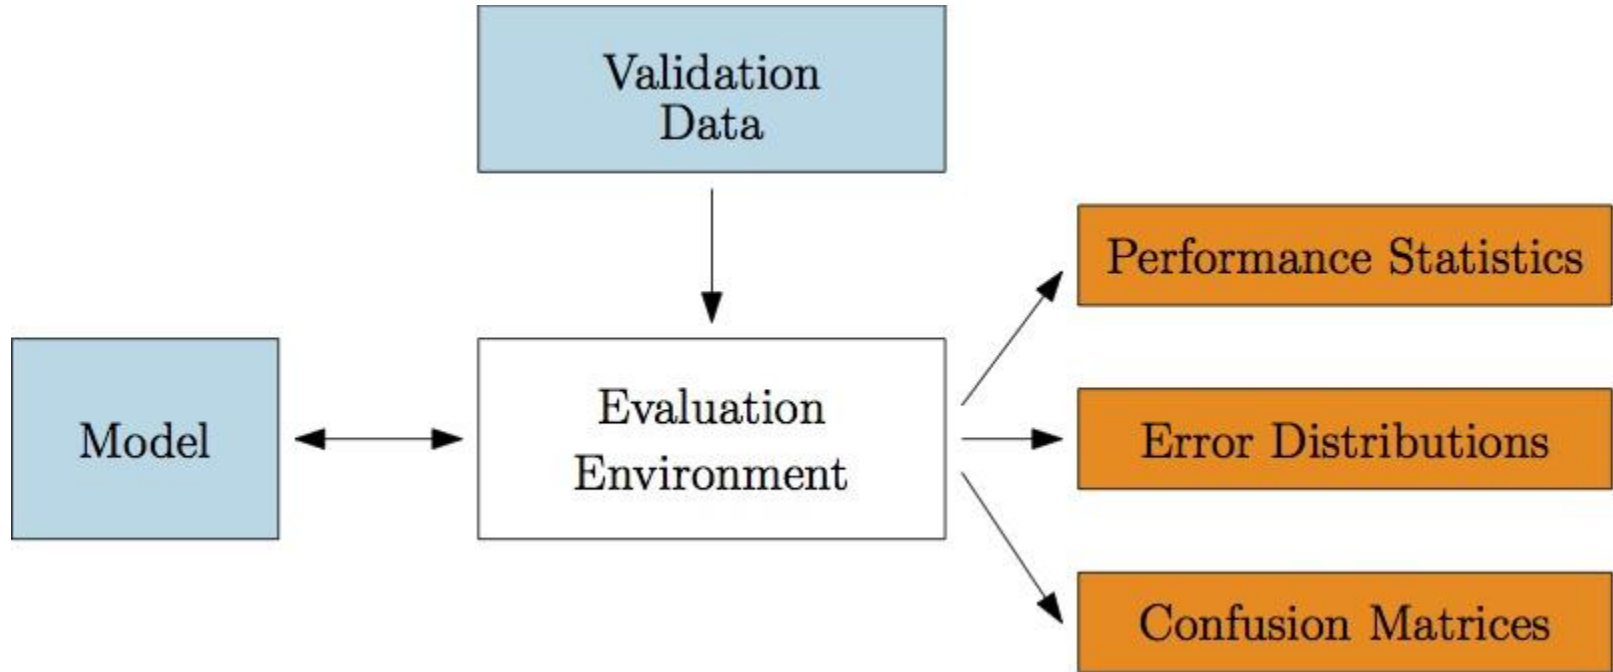 Validation
Data
Performance Statistics
Model
Evaluation
Environment
Error Distributions
Confusion Matrices